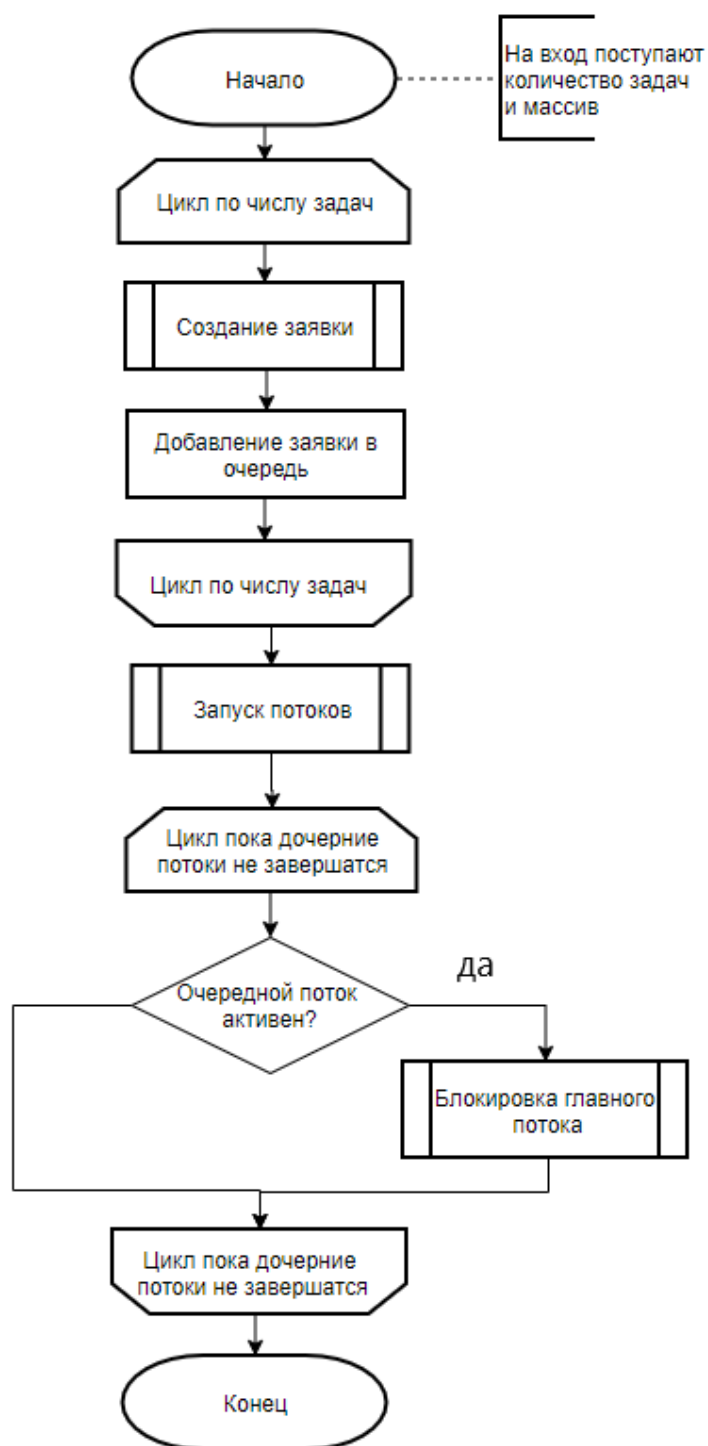 Начало
На вход поступают
количество задач
и массив
Цикл по числу задач
Создание заявки
Добавление заявки в
очередь
Цикл по числу задач
Запуск потоков
Цикл пока дочерние
потоки не завершатся
Очередной поток
активен?
да
Блокировка главного
потока
Цикл пока дочерние
потоки не завершатся
Конец